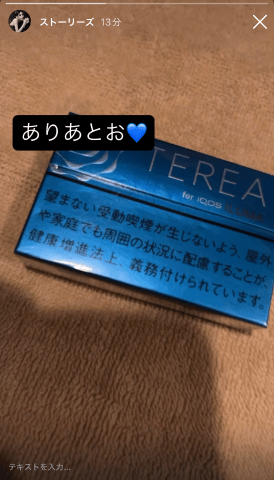 ストーリーズ 13分
ありあとお💙
TEREA
for IQOS
望まない受動喫煙が生じないよう、屋外
や家庭でも周囲の状況に配慮することが、
健康増進法上、義務付けられています。
テキストを入力...